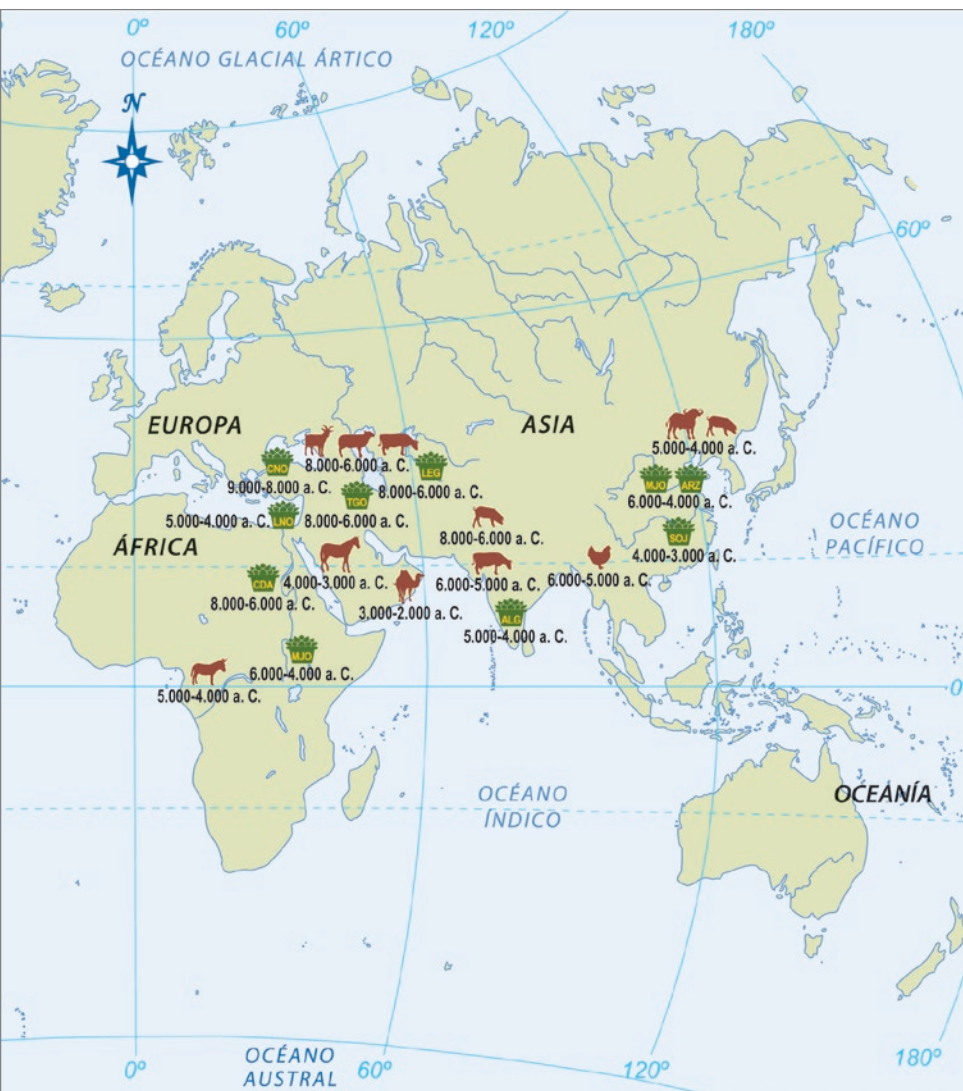 0º
60º
120º
180º
OCÉANO GLACIAL ÁRTICO
N
60º
EUROPA
ASIA
5.000-4.000 a. C.
8.000-6.000 a. C.
CNO
LEG
9.000-8.000 a. C.
8.000-6.000 a. C.
TGO
MJO
ARZ
6.000-4.000 a. C.
LNO
5.000-4.000 a. C.
8.000-6.000 a. C.
OCÉANO
PACÍFICO
SOJ
8.000-6.000 a. C.
4.000-3.000 a. C.
ÁFRICA
CDA
4.000-3.000 a. C.
6.000-5.000 a. C.
6.000-5.000 a. C.
8.000-6.000 a. C.
3.000-2.000 a. C.
ALG
5.000-4.000 a. C.
MJO
6.000-4.000 a. C.
5.000-4.000 a. C.
0
OCÉANO
ÍNDICO
OCEANÍA
OCÉANO
AUSTRAL
0º
60º
120º
180º